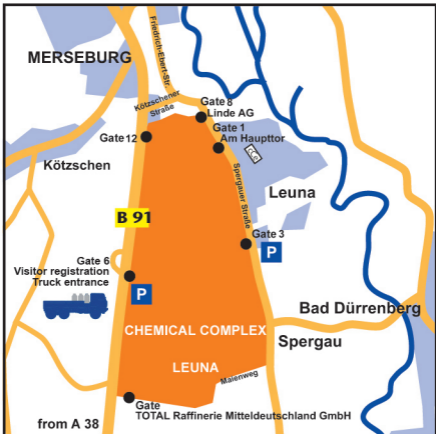 MERSEBURG
Friedrich-Ebert-Str.
Kötzschener
Straße
Gate 8
Linde AG
Gate 12
Gate 1
Am Haupttor
Kötzschen
Leuna
Spergauer Straße
B 91
Gate 3
P
Gate 6
Visitor registration
Truck entrance
P
Bad Dürrenberg
CHEMICAL COMPLEX
Spergau
LEUNA
Maienweg
Gate
TOTAL Raffinerie Mitteldeutschland GmbH
from A 38